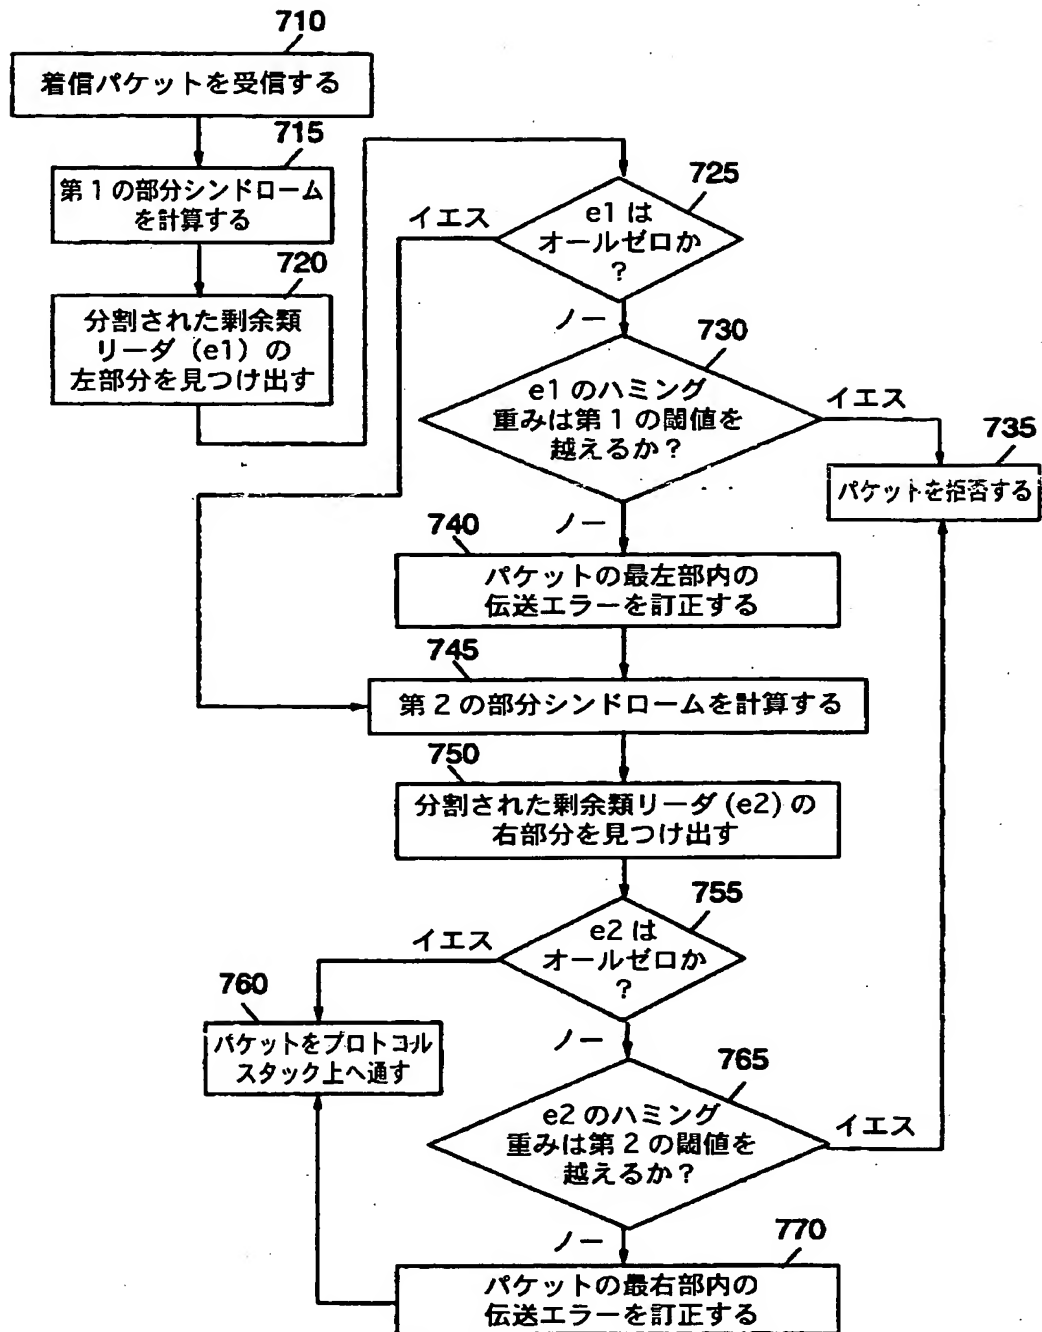 710
着信パケットを受信する
715
第1の部分シンドローム
を計算する
720
分割された剰余類
リーダ（e1）の
左部分を見つけ出す
725
e1は
オールゼロか
？
イエス
ノー
730
e1のハミング
重みは第1の閾値を
越えるか？
イエス
735
パケットを拒否する
ノー
740
パケットの最左部内の
伝送エラーを訂正する
745
第2の部分シンドロームを計算する
750
分割された剰余類リーダ(e2)の
右部分を見つけ出す
755
e2は
オールゼロか
？
イエス
760
パケットをプロトコル
スタック上へ通す
ノー
765
e2のハミング
重みは第2の閾値を
越えるか？
イエス
ノー
770
パケットの最右部内の
伝送エラーを訂正する